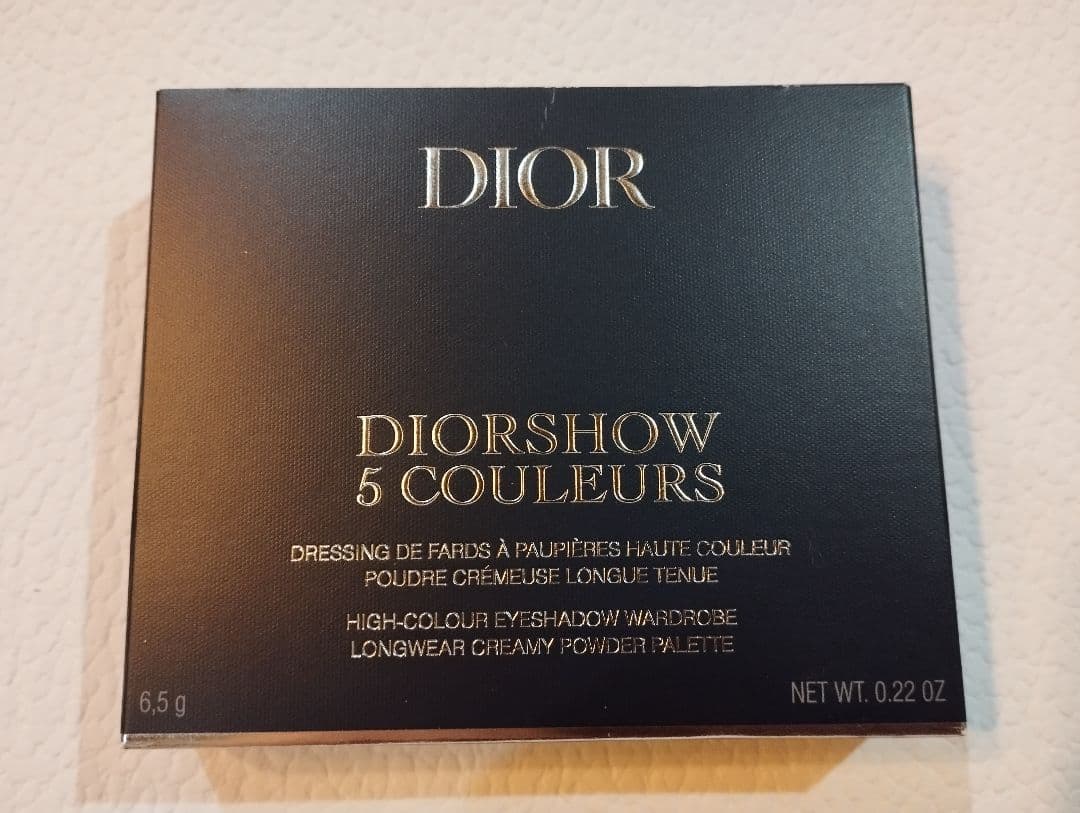 DIOR
DIORSHOW
5 COULEURS
DRESSING DE FARDS À PAUPIÈRES HAUTE COULEUR
POUDRE CRÉMEUSE LONGUE TENUE
HIGH-COLOUR EYESHADOW WARDROBE
LONGWEAR CREAMY POWDER PALETTE
6,5 g
NET WT. 0.22 OZ